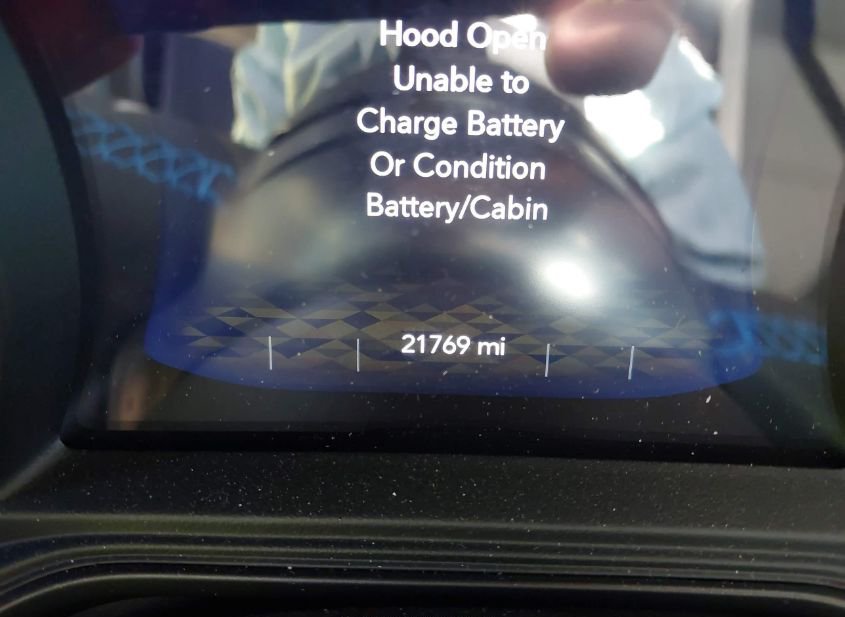 Hood Open
Unable to
Charge Battery
Or Condition
Battery/Cabin
21769 mi